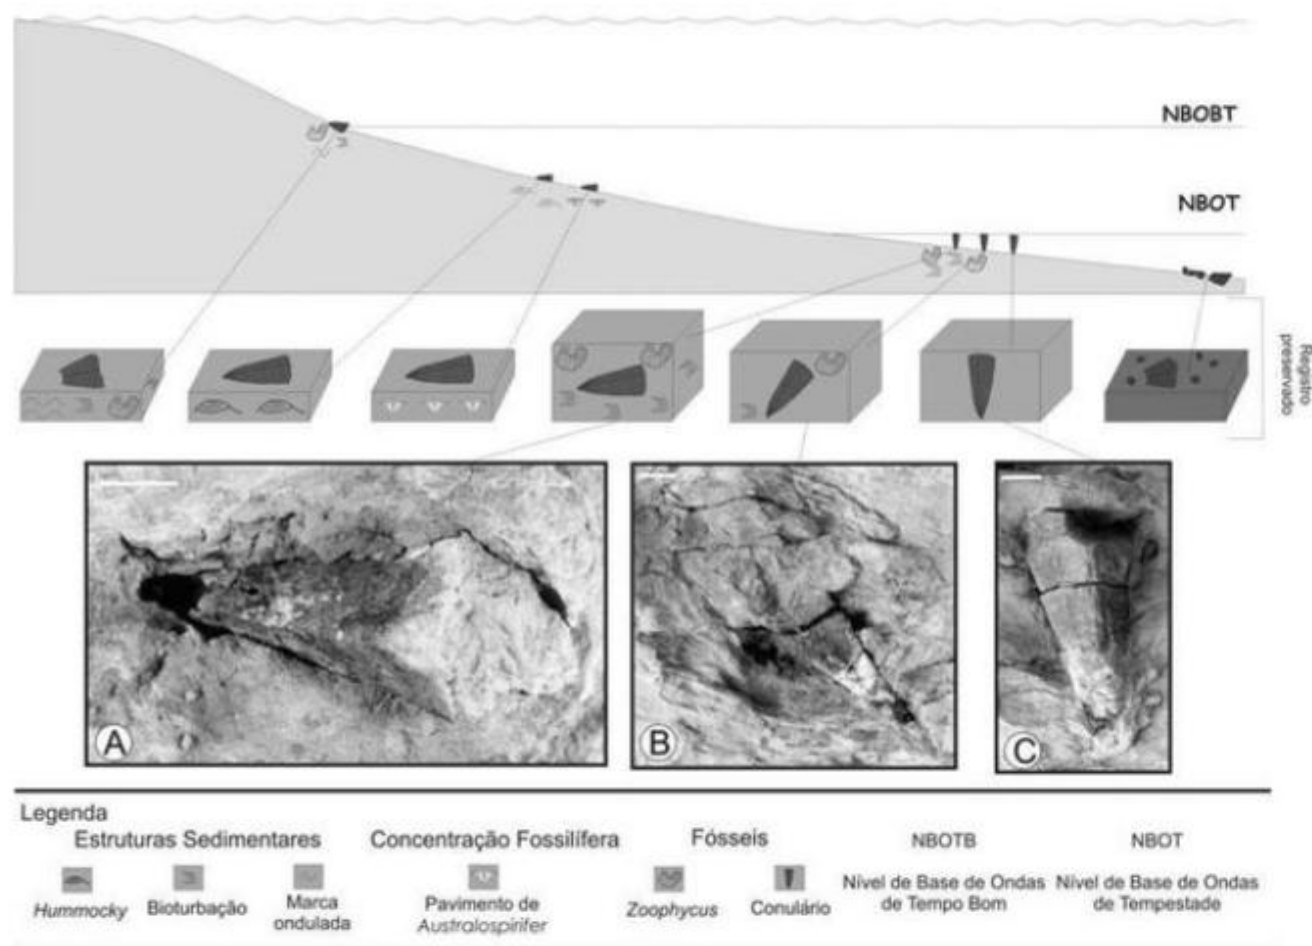 NBOBT
NBOT
Registro
preservado
A
B
C
Legenda
Estruturas Sedimentares
Concentração Fossilífera
Fósseis
NBOTB
NBOT
Hummocky
Bioturbação
Marca
ondulada
Pavimento de
Australospirifer
Zoophycus
Conulário
Nível de Base de Ondas
de Tempo Bom
Nível de Base de Ondas
de Tempestade